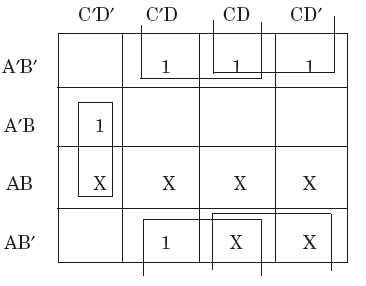 C′D′ C′D CD CD′
A′B′ 1 1 1
A′B 1
AB X X X X
AB′ 1 X X